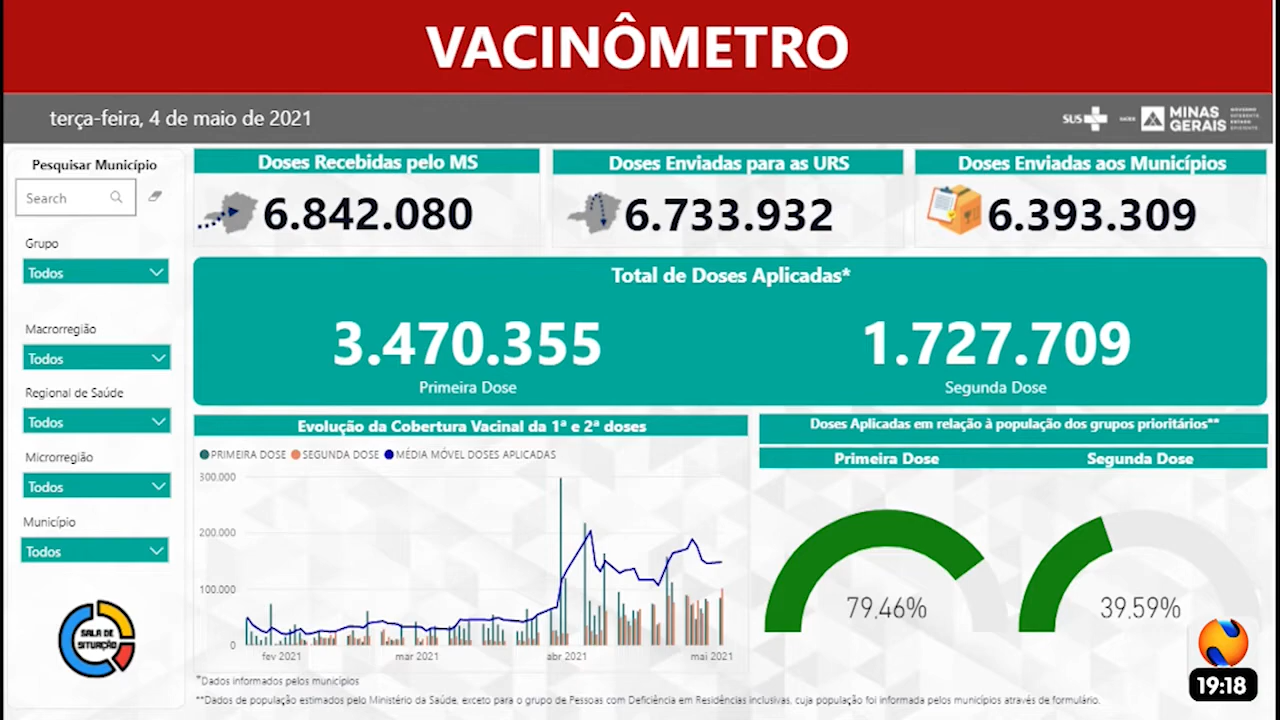 VACINÔMETRO
terça-feira, 4 de maio de 2021
SUS
MINAS GERAIS
Pesquisar Município
Search
Grupo
Todos
Macrorregião
Todos
Regional de Saúde
Todos
Microrregião
Todos
Município
Todos
SALA DE SITUAÇÃO
Doses Recebidas pelo MS
6.842.080
Doses Enviadas para as URS
6.733.932
Doses Enviadas aos Municípios
6.393.309
Total de Doses Aplicadas*
3.470.355
Primeira Dose
1.727.709
Segunda Dose
Evolução da Cobertura Vacinal da 1ª e 2ª doses
PRIMEIRA DOSE SEGUNDA DOSE MÉDIA MÓVEL DOSES APLICADAS
300.000
200.000
100.000
0
fev 2021 mar 2021 abr 2021 mai 2021
Doses Aplicadas em relação à população dos grupos prioritários**
Primeira Dose
Segunda Dose
79.46%
39.59%
*Dados informados pelo municipios
**Dados de população estimados pelo Ministério da Saúde, exceto para o grupo de Pessoas com Deficiência em Residências inclusivas, cuja população foi informada pelos municípios através de formulário.
19:18